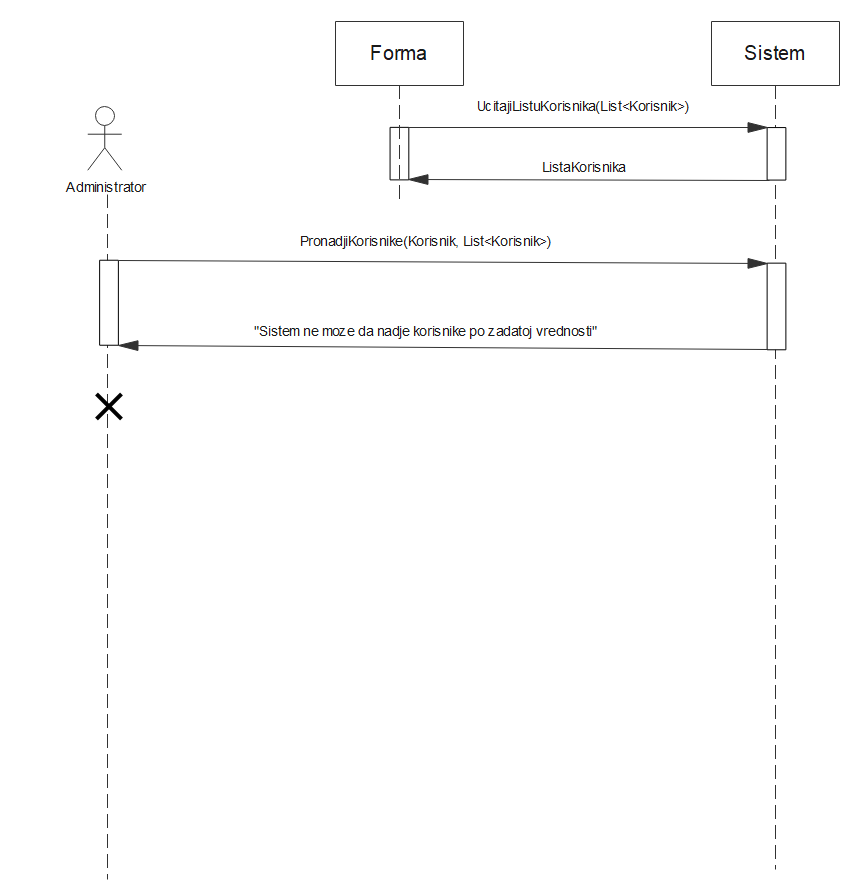 Forma
Sistem
UcitajiListuKorisnika(List<Korisnik>)
ListaKorisnika
Administrator
PronadjiKorisnike(Korisnik, List<Korisnik>)
"Sistem ne moze da nadje korisnike po zadatoj vrednosti"